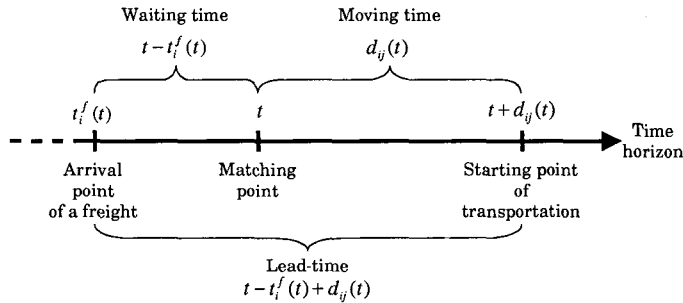 Waiting time Moving time
t − t_i^f(t) d_ij(t)
t_i^f(t) t t + d_ij(t)
Time
horizon
Arrival Matching Starting point
point point of
of a freight transportation
Lead-time
t − t_i^f(t) + d_ij(t)